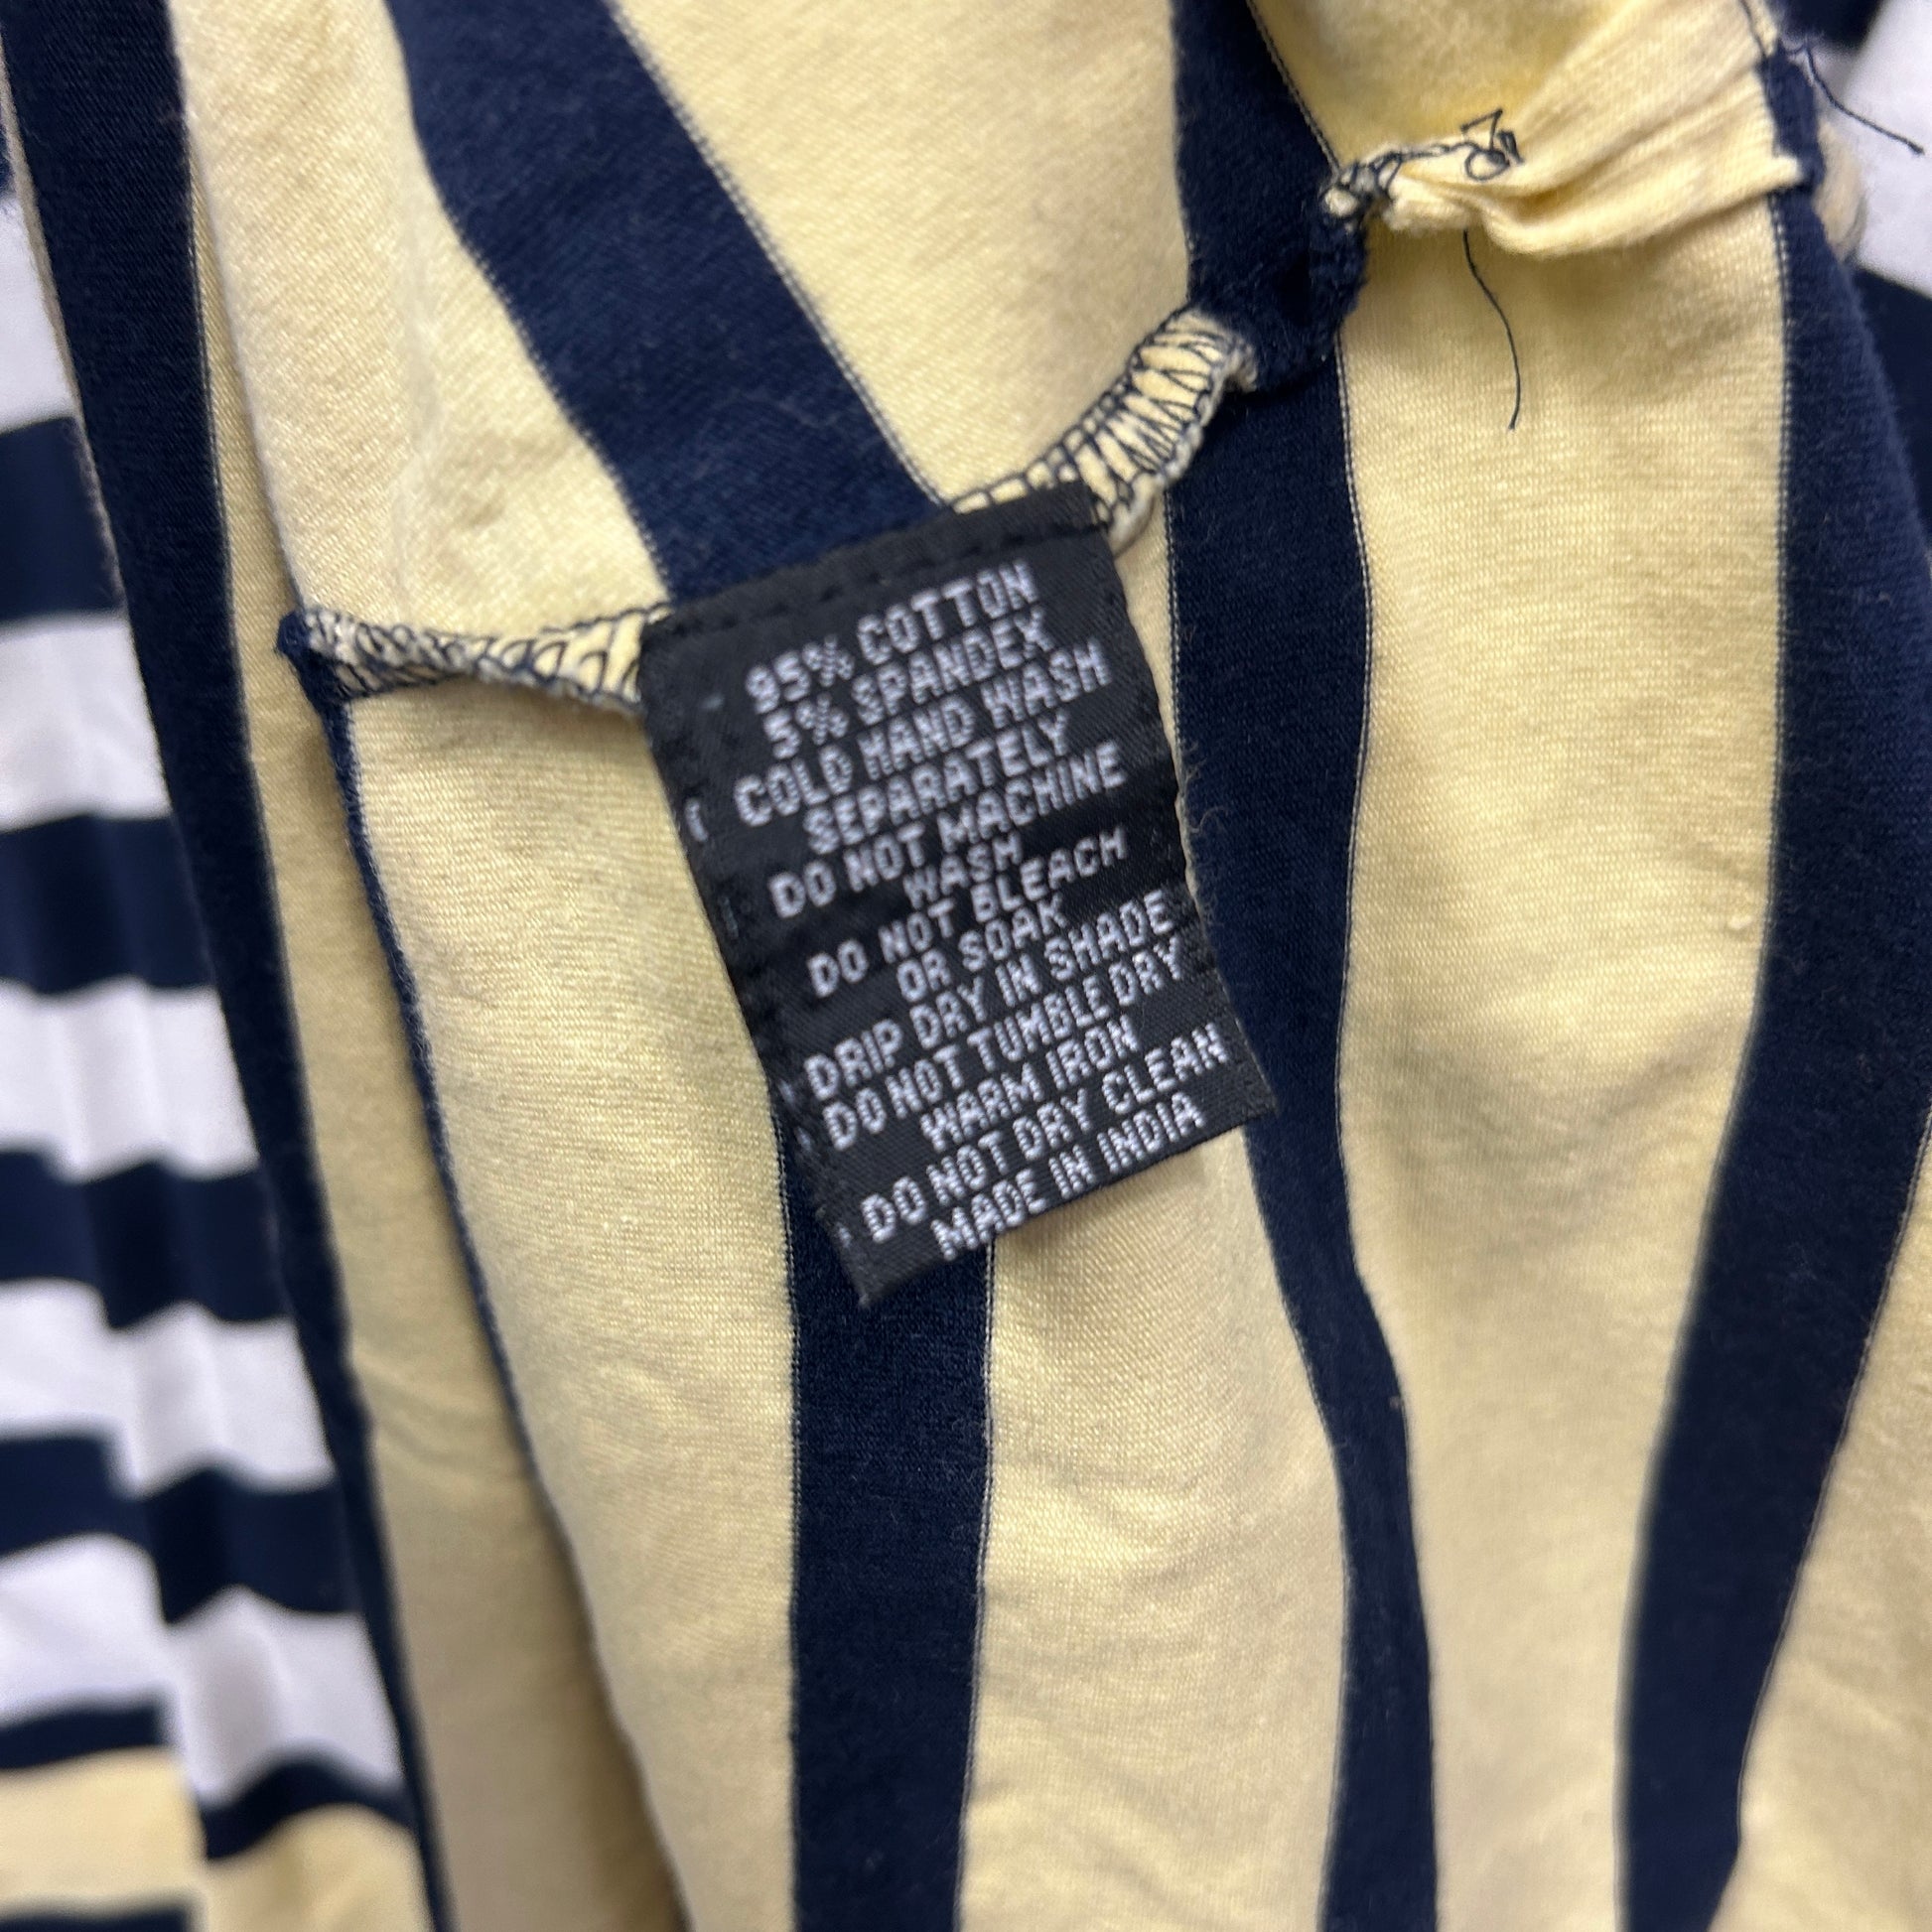 95% COTTON
5% SPANDEX
COLD HAND WASH
SEPARATELY
DO NOT MACHINE
WASH
DO NOT BLEACH
OR SOAK
DRIP DRY IN SHADE
DO NOT TUMBLE DRY
WARM IRON
DO NOT DRY CLEAN
MADE IN INDIA